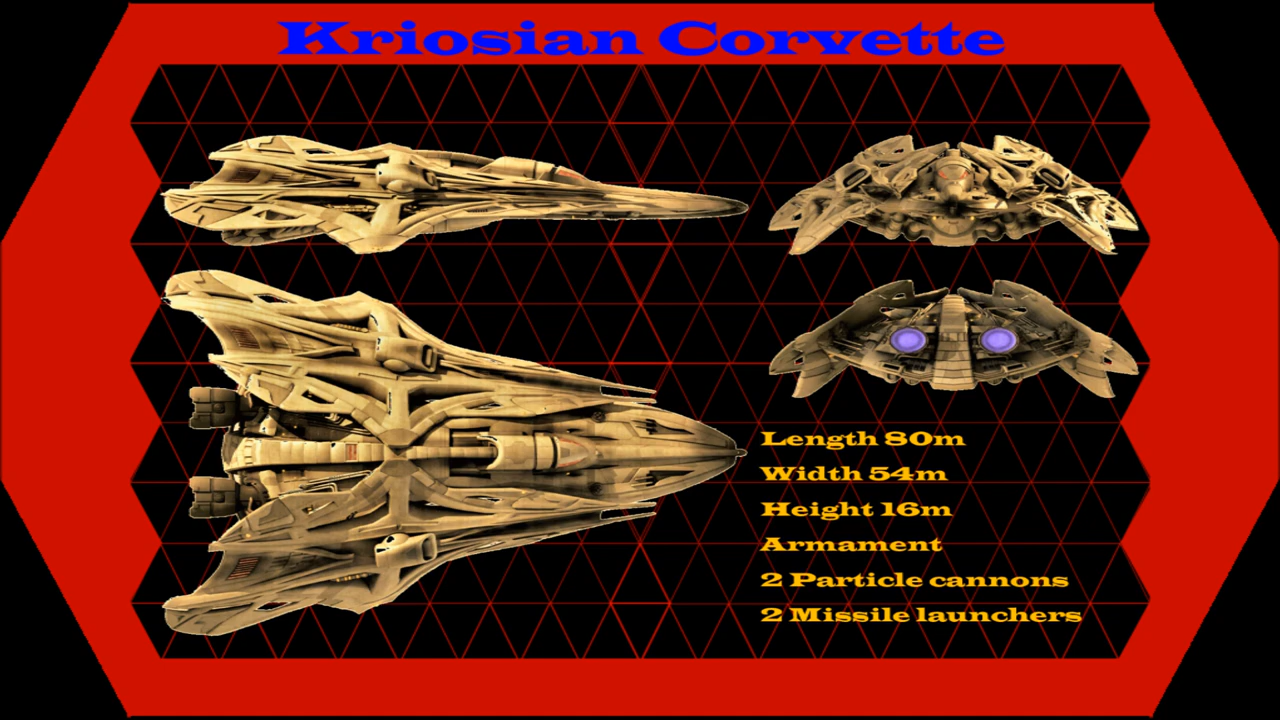 Kriosian Corvette
Length 80m
Width 54m
Height 16m
Armament
2 Particle cannons
2 Missile launchers